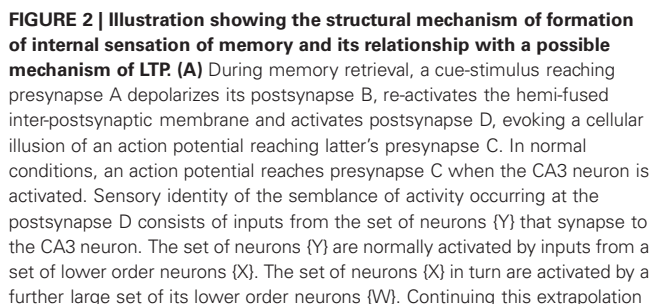 FIGURE 2 | Illustration showing the structural mechanism of formation
of internal sensation of memory and its relationship with a possible
mechanism of LTP. (A) During memory retrieval, a cue-stimulus reaching
presynapse A depolarizes its postsynapse B, re-activates the hemi-fused
inter-postsynaptic membrane and activates postsynapse D, evoking a cellular
illusion of an action potential reaching latter's presynapse C. In normal
conditions, an action potential reaches presynapse C when the CA3 neuron is
activated. Sensory identity of the semblance of activity occurring at the
postsynapse D consists of inputs from the set of neurons {Y} that synapse to
the CA3 neuron. The set of neurons {Y} are normally activated by inputs from a
set of lower order neurons {X}. The set of neurons {X} in turn are activated by a
further large set of its lower order neurons {W}. Continuing this extrapolation